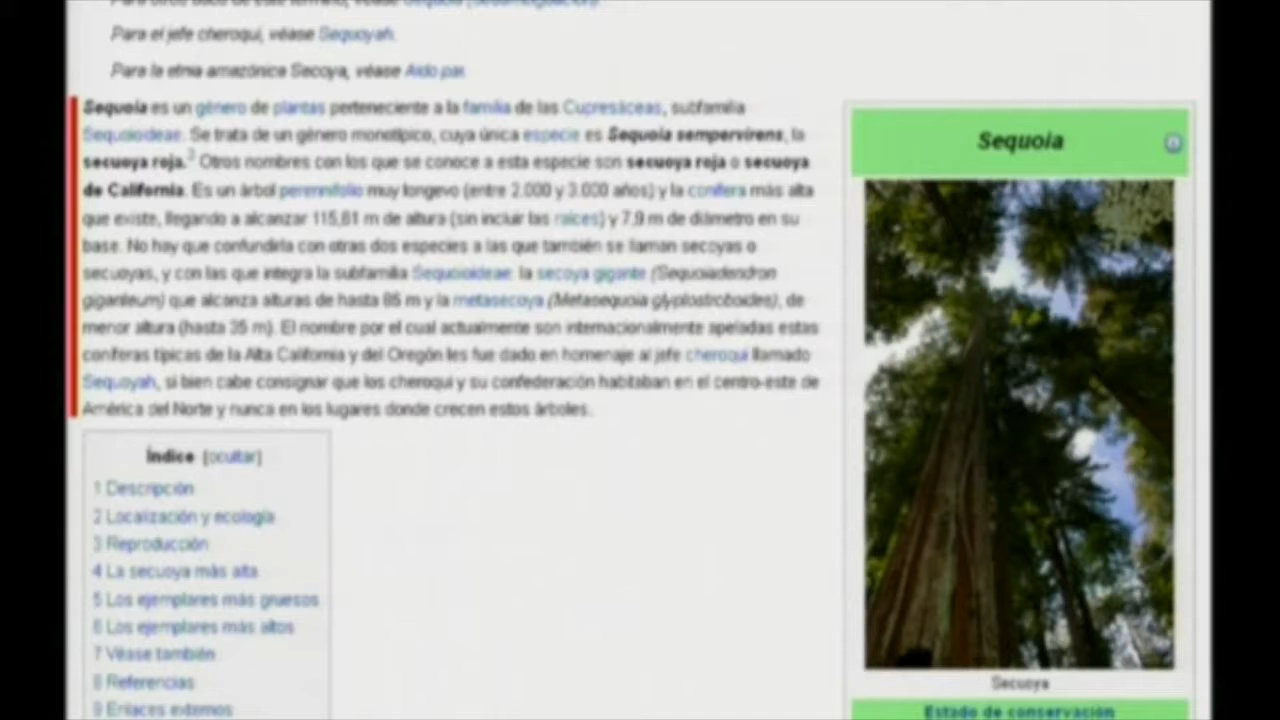 Para otros usos de este término, véase Sequoia (desambiguación).
Para el jefe cheroqui, véase Sequoyah.
Para la etnia amazónica Secoya, véase Aido pai.
Sequoia es un género de plantas perteneciente a la familia de las Cupresáceas, subfamilia
Sequoioideae. Se trata de un género monotípico, cuya única especie es Sequoia sempervirens, la
secuoya roja.2 Otros nombres con los que se conoce a esta especie son secuoya roja o secuoya
de California. Es un árbol perennifolio muy longevo (entre 2.000 y 3.000 años) y la conífera más alta
que existe, llegando a alcanzar 115,61 m de altura (sin incluir las raíces) y 7,9 m de diámetro en su
base. No hay que confundirla con otras dos especies a las que también se llaman secoyas o
secuoyas, y con las que integra la subfamilia Sequoioideae: la secoya gigante (Sequoiadendron
giganteum) que alcanza alturas de hasta 85 m y la metasecoya (Metasequoia glyptostroboides), de
menor altura (hasta 35 m). El nombre por el cual actualmente son internacionalmente apeladas estas
coníferas típicas de la Alta California y del Oregón les fue dado en homenaje al jefe cheroqui llamado
Sequoyah, si bien cabe consignar que los cheroqui y su confederación habitaban en el centro-este de
América del Norte y nunca en los lugares donde crecen estos árboles.
Índice [ocultar]
1 Descripción
2 Localización y ecología
3 Reproducción
4 La secuoya más alta
5 Los ejemplares más gruesos
6 Los ejemplares más altos
7 Véase también
8 Referencias
9 Enlaces externos
Sequoia
Secuoya
Estado de conservación